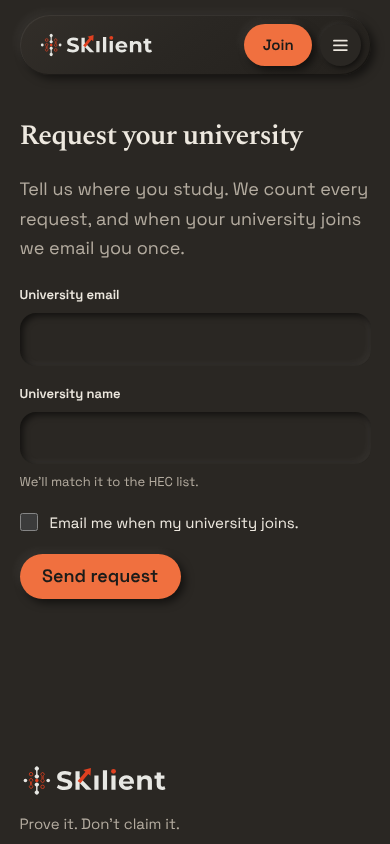 Skilient
Join
Request your university
Tell us where you study. We count every
request, and when your university joins
we email you once.
University email
University name
We'll match it to the HEC list.
Email me when my university joins.
Send request
Skilient
Prove it. Don't claim it.